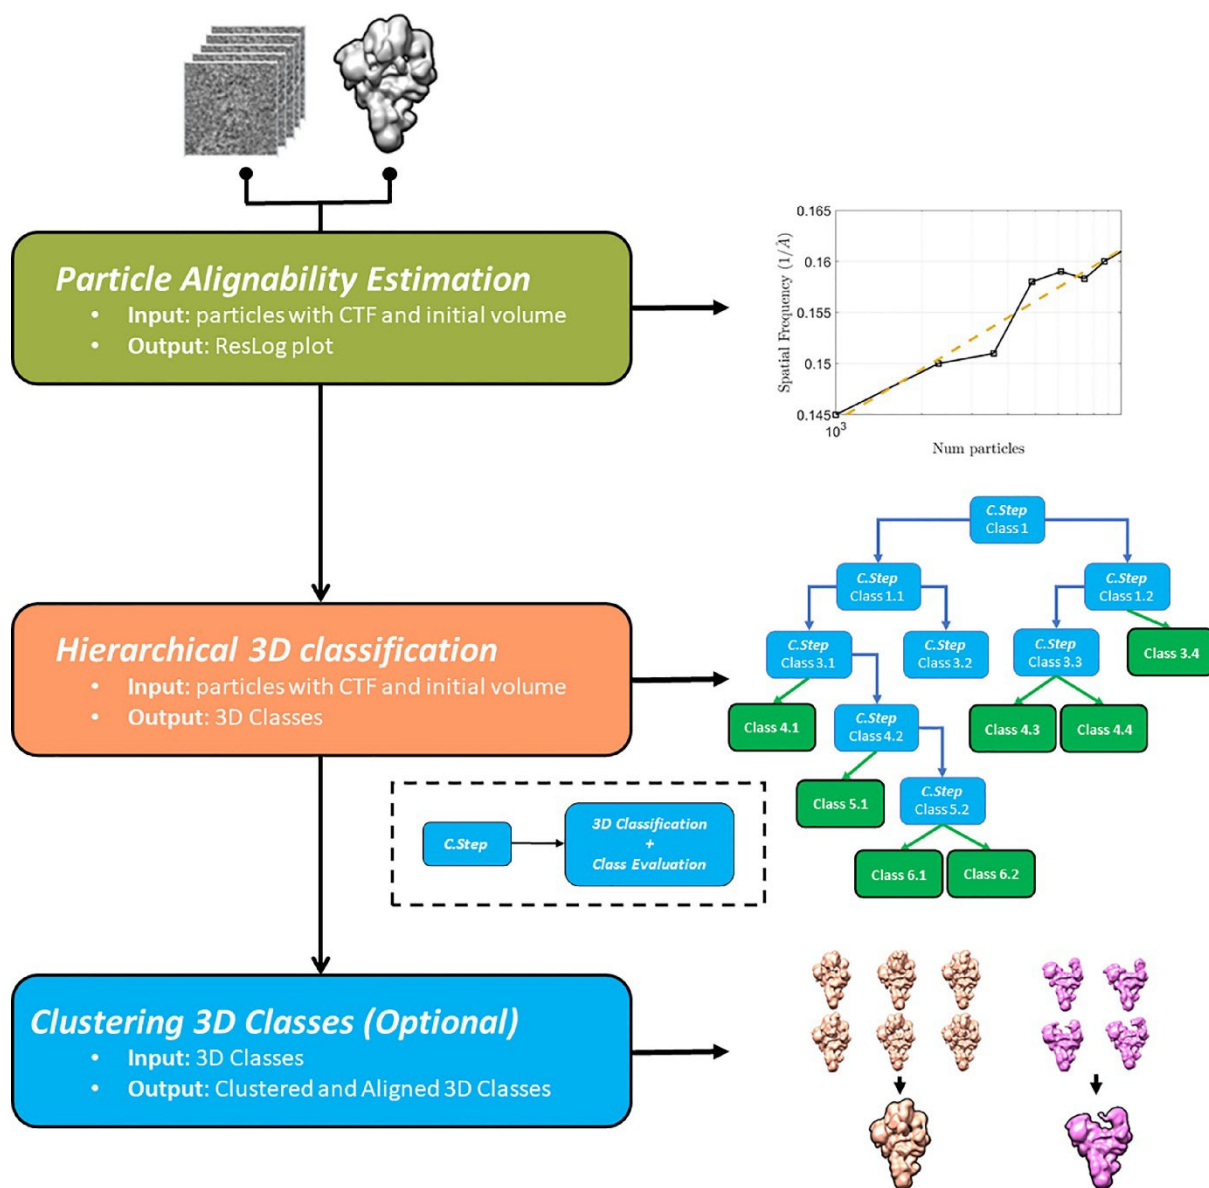 Particle Alignability Estimation
• Input: particles with CTF and initial volume
• Output: ResLog plot
0.165
0.16
0.155
0.15
0.145
10^3
Spatial Frequency (1/Å)
Num particles
Hierarchical 3D classification
• Input: particles with CTF and initial volume
• Output: 3D Classes
C.Step
Class 1
C.Step
Class 1.1
C.Step
Class 1.2
C.Step
Class 3.1
C.Step
Class 3.2
C.Step
Class 3.3
Class 3.4
Class 4.1
C.Step
Class 4.2
Class 4.3
Class 4.4
Class 5.1
C.Step
Class 5.2
Class 6.1
Class 6.2
C.Step
3D Classification
+
Class Evaluation
Clustering 3D Classes (Optional)
• Input: 3D Classes
• Output: Clustered and Aligned 3D Classes